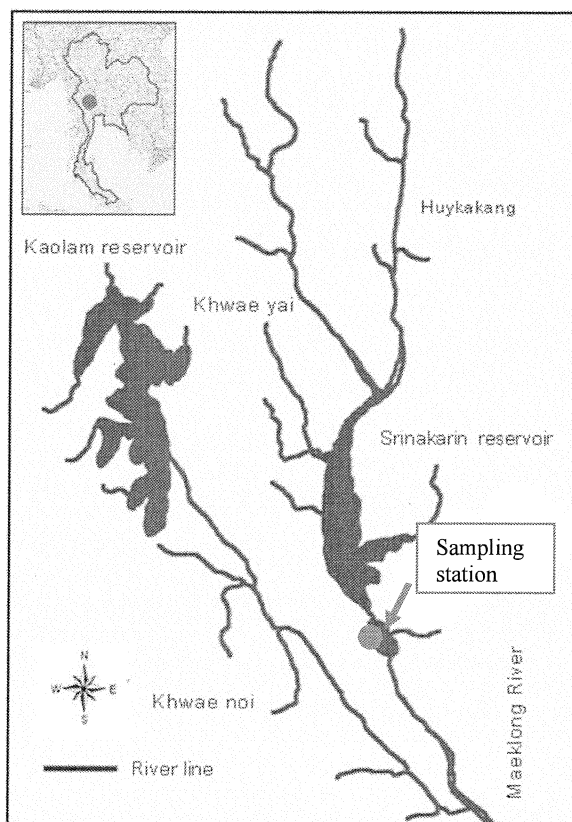 Huykakang
Kaolam reservoir
Khwae yai
Srinakarin reservoir
Sampling
station
N
W E
S
Khwae noi
Maeklong River
River line